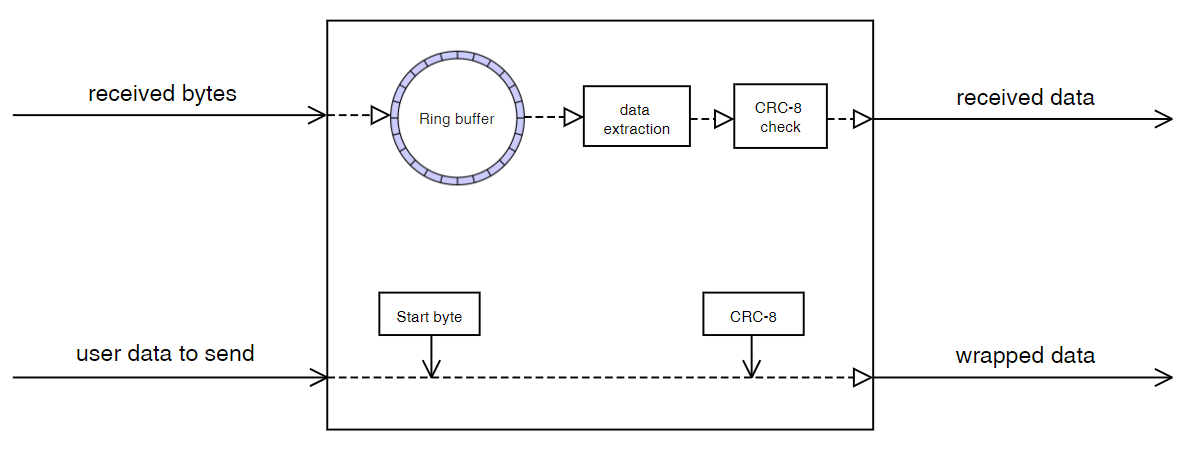 received bytes
Ring buffer
data
extraction
CRC-8
check
received data
Start byte
CRC-8
user data to send
wrapped data